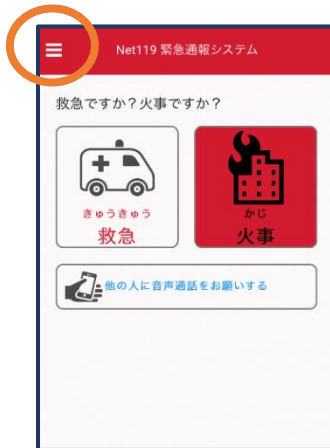 Net119 緊急通報システム
救急ですか？火事ですか？
きゅうきゅう
救急
かじ
火事
他の人に音声通話をお願いする